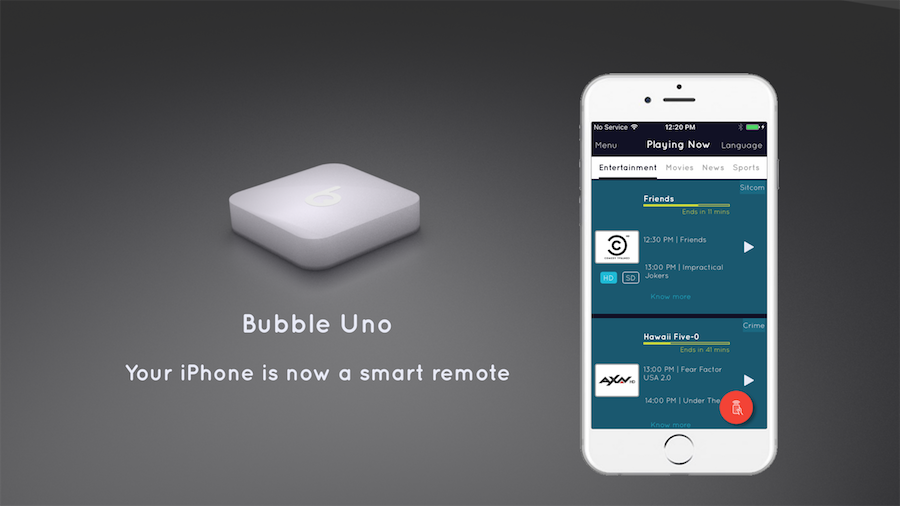 Bubble Uno
Your iPhone is now a smart remote
No Service 12:20 PM
Menu Playing Now Language
Entertainment Movies News Sports
Sitcom
Friends
Ends in 11 mins
12:30 PM | Friends
13:00 PM | Impractical
Jokers
HD SD
Know more
Crime
Hawaii Five-0
Ends in 41 mins
AXN HD
13:00 PM | Fear Factor
USA 2.0
14:00 PM | Under The
Know more